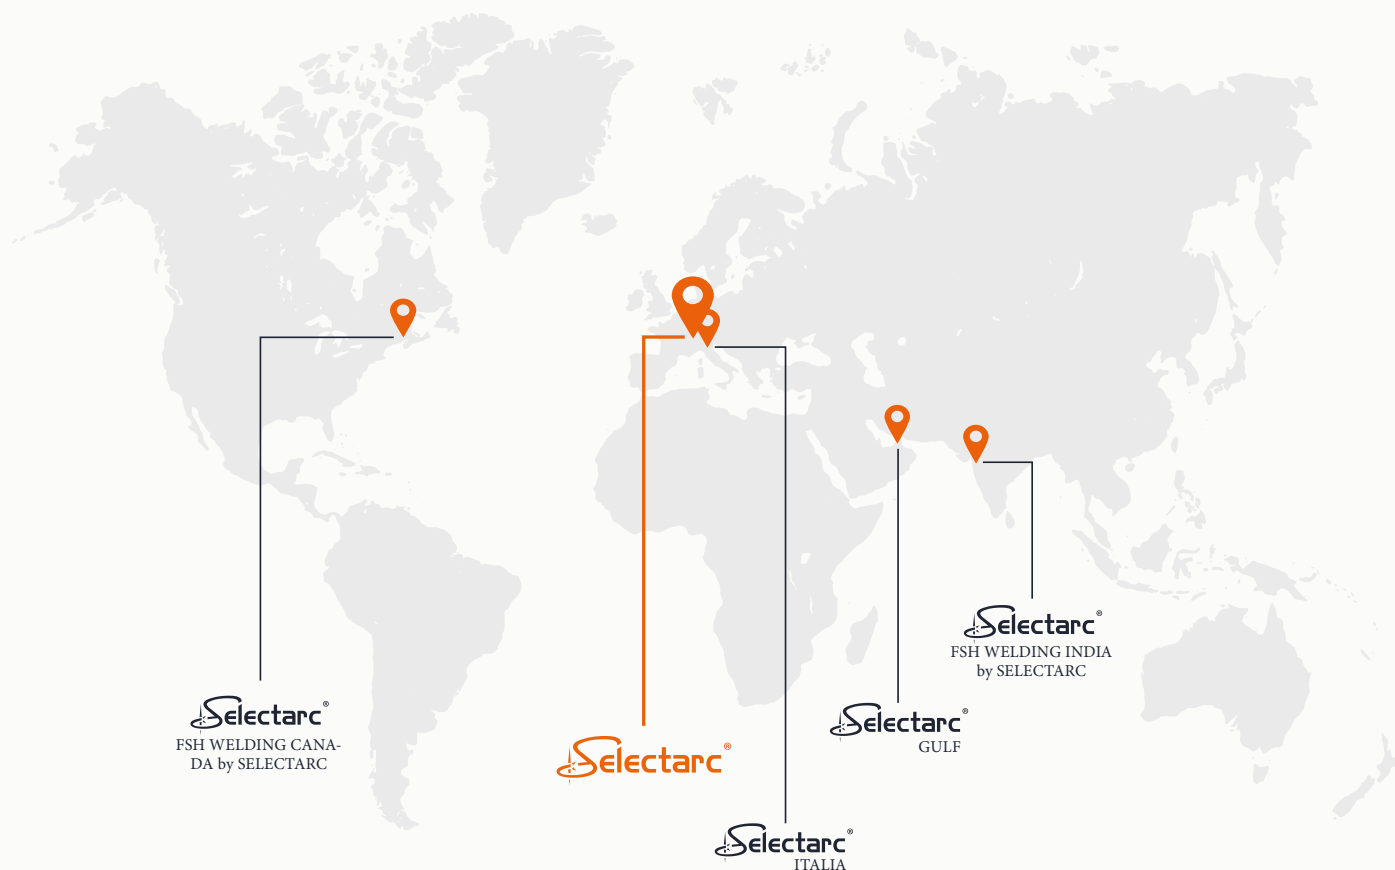 Selectarc®
FSH WELDING CANA-
DA by SELECTARC
Selectarc®
Selectarc®
ITALIA
Selectarc®
GULF
Selectarc®
FSH WELDING INDIA
by SELECTARC